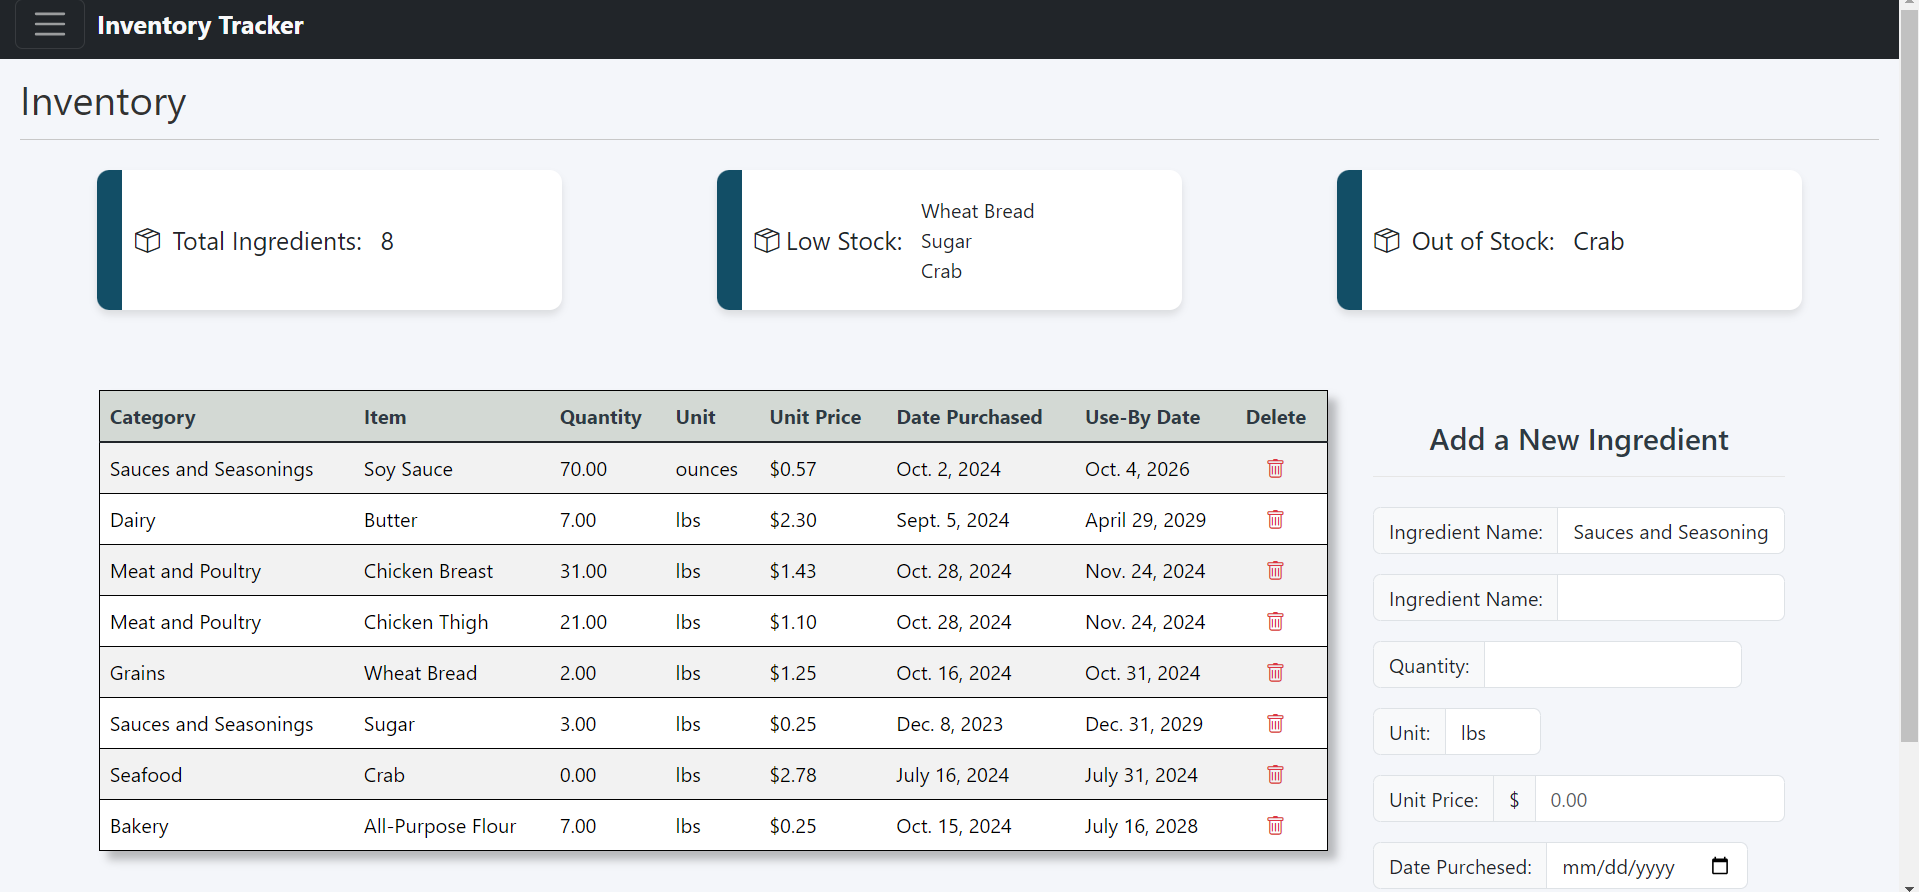 Inventory Tracker
Inventory
Total Ingredients: 8
Low Stock:
Wheat Bread
Sugar
Crab
Out of Stock: Crab
Category Item Quantity Unit Unit Price Date Purchased Use-By Date Delete
Sauces and Seasonings Soy Sauce 70.00 ounces $0.57 Oct. 2, 2024 Oct. 4, 2026
Dairy Butter 7.00 lbs $2.30 Sept. 5, 2024 April 29, 2029
Meat and Poultry Chicken Breast 31.00 lbs $1.43 Oct. 28, 2024 Nov. 24, 2024
Meat and Poultry Chicken Thigh 21.00 lbs $1.10 Oct. 28, 2024 Nov. 24, 2024
Grains Wheat Bread 2.00 lbs $1.25 Oct. 16, 2024 Oct. 31, 2024
Sauces and Seasonings Sugar 3.00 lbs $0.25 Dec. 8, 2023 Dec. 31, 2029
Seafood Crab 0.00 lbs $2.78 July 16, 2024 July 31, 2024
Bakery All-Purpose Flour 7.00 lbs $0.25 Oct. 15, 2024 July 16, 2028
Add a New Ingredient
Ingredient Name: Sauces and Seasoning
Ingredient Name:
Quantity:
Unit: lbs
Unit Price: $ 0.00
Date Purchesed: mm/dd/yyyy